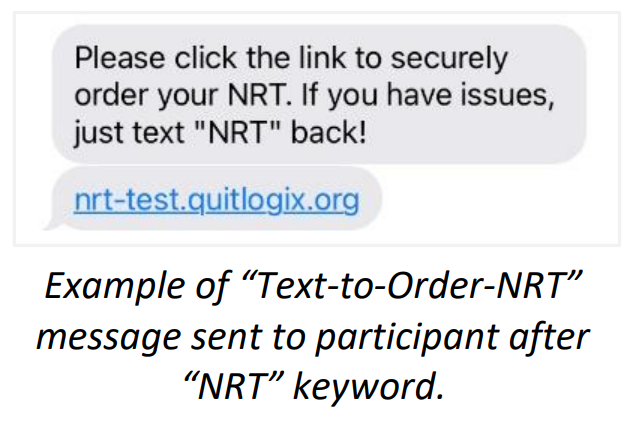 Please click the link to securely
order your NRT. If you have issues,
just text "NRT" back!
nrt-test.quitlogix.org
Example of “Text-to-Order-NRT”
message sent to participant after
“NRT” keyword.